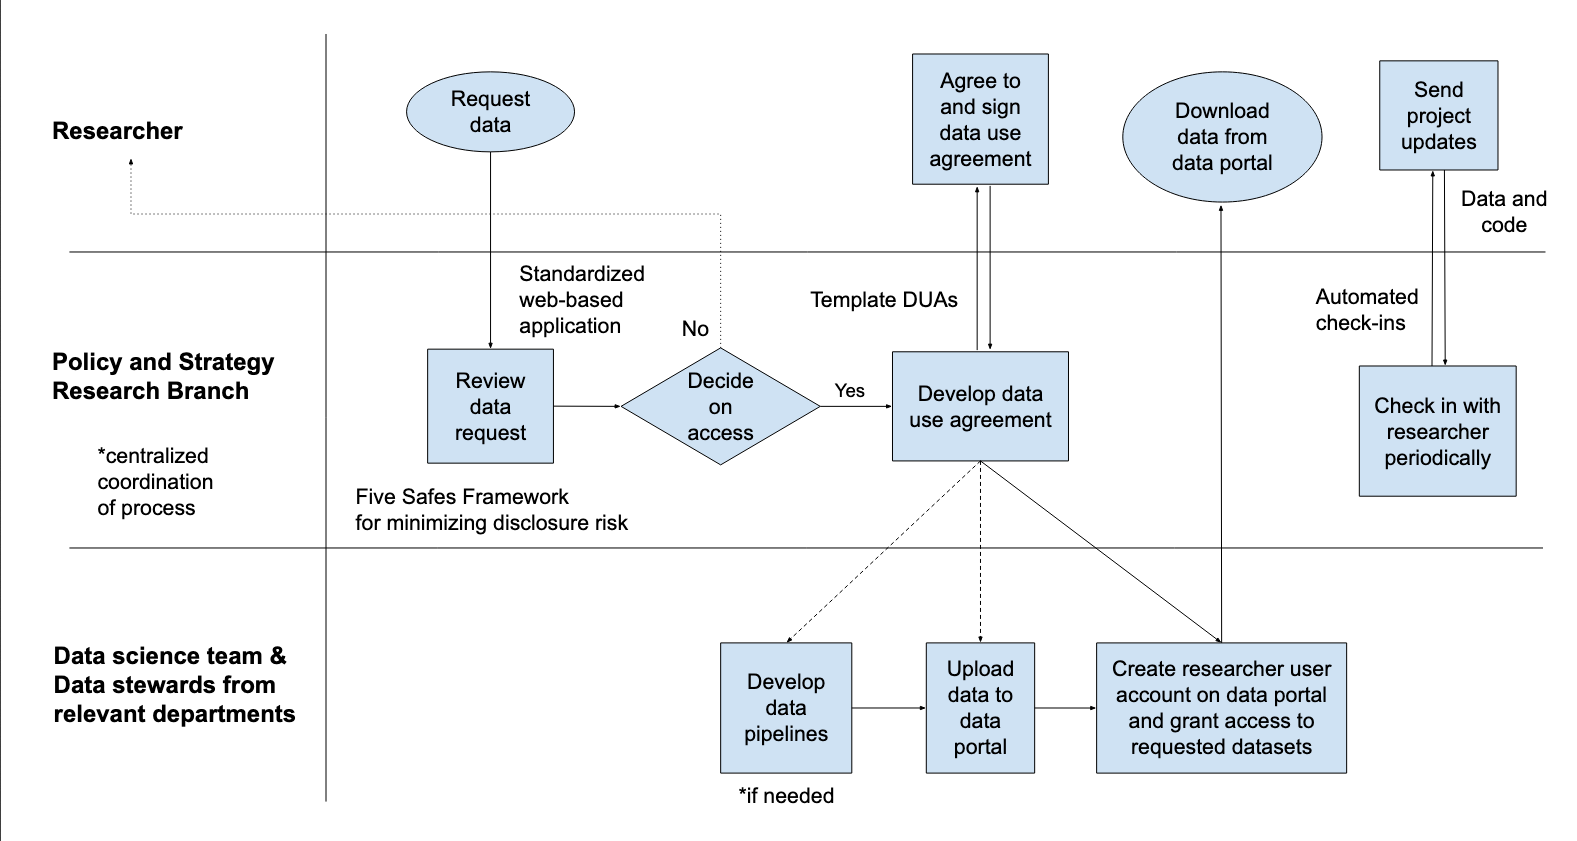 Researcher
Request
data
Agree to
and sign
data use
agreement
Download
data from
data portal
Send
project
updates
Data and
code
Policy and Strategy
Research Branch
*centralized
coordination
of process
Standardized
web-based
application
Review
data
request
Five Safes Framework
for minimizing disclosure risk
No
Decide
on
access
Yes
Template DUAs
Develop data
use agreement
Automated
check-ins
Check in with
researcher
periodically
Data science team &
Data stewards from
relevant departments
Develop
data
pipelines
*if needed
Upload
data to
data
portal
Create researcher user
account on data portal
and grant access to
requested datasets